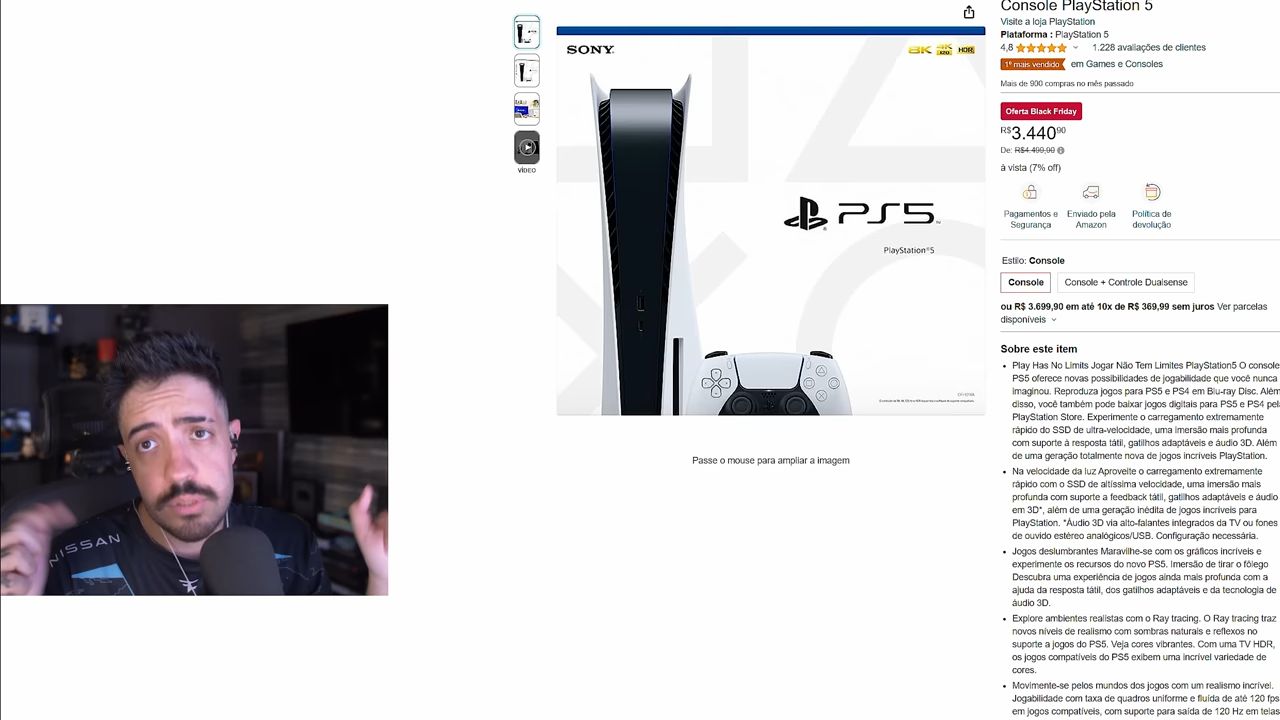 Console PlayStation 5
Visite a loja PlayStation
Plataforma : PlayStation 5
4,8 1.228 avaliações de clientes
1º mais vendido em Games e Consoles
Mais de 900 compras no mês passado
Oferta Black Friday
R$3.440,90
De: R$4.499,90
à vista (7% off)
Pagamentos e Segurança
Enviado pela Amazon
Política de devolução
Estilo: Console
Console
Console + Controle Dualsense
ou R$ 3.699,90 em até 10x de R$ 369,99 sem juros Ver parcelas
disponíveis
Sobre este item
Play Has No Limits Jogar Não Tem Limites PlayStation5 O console
PS5 oferece novas possibilidades de jogabilidade que você nunca
imaginou. Reproduza jogos para PS5 e PS4 em Blu-ray Disc. Além
disso, você também pode baixar jogos digitais para PS5 e PS4 pel
PlayStation Store. Experimente o carregamento extremamente
rápido do SSD de ultra-velocidade, uma imersão mais profunda
com suporte à resposta tátil, gatilhos adaptáveis e áudio 3D. Além
de uma geração totalmente nova de jogos incríveis PlayStation.
Na velocidade da luz Aproveite o carregamento extremamente
rápido com o SSD de altíssima velocidade, uma imersão mais
profunda com suporte a feedback tátil, gatilhos adaptáveis e áudio
em 3D*, além de uma geração inédita de jogos incríveis para
PlayStation. *Áudio 3D via alto-falantes integrados da TV ou fones
de ouvido estéreo analógicos/USB. Configuração necessária.
Jogos deslumbrantes Maravilhe-se com os gráficos incríveis e
experimente os recursos do novo PS5. Imersão de tirar o fôlego
Descubra uma experiência de jogos ainda mais profunda com a
ajuda da resposta tátil, dos gatilhos adaptáveis e da tecnologia de
áudio 3D.
Explore ambientes realistas com o Ray tracing. O Ray tracing traz
novos níveis de realismo com sombras naturais e reflexos no
suporte a jogos do PS5. Veja cores vibrantes. Com uma TV HDR,
os jogos compatíveis do PS5 exibem uma incrível variedade de
cores.
Movimente-se pelos mundos dos jogos com um realismo incrível.
Jogabilidade com taxa de quadros uniforme e fluída de até 120 fps
em jogos compatíveis, com suporte para saída de 120 Hz em telas
SONY
8K 4K HDR
PS5
PlayStation®5
VÍDEO
Passe o mouse para ampliar a imagem
NISSAN